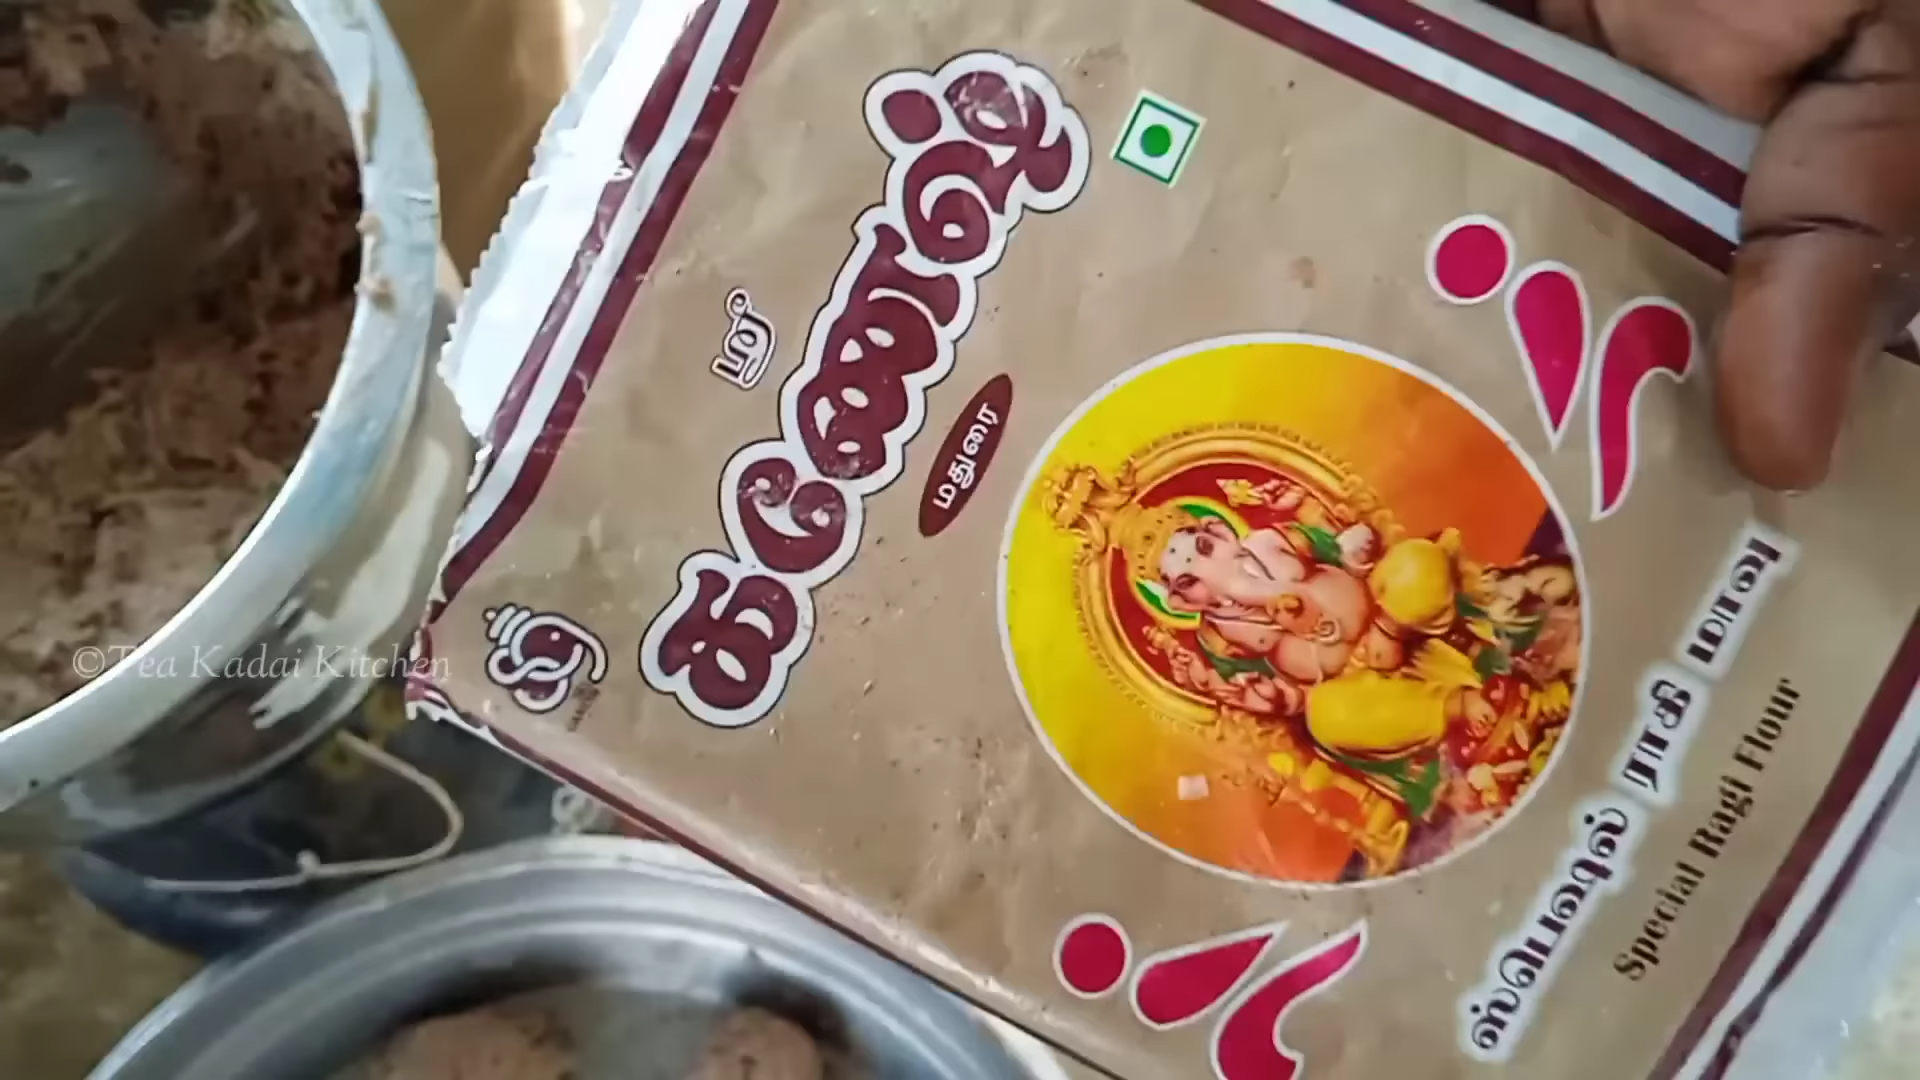 ஸ்ரீ
கணேஷ்
மதுரை
ஸ்பெஷல் ராகி மாவு
Special Ragi Flour
©Tea Kadai Kitchen